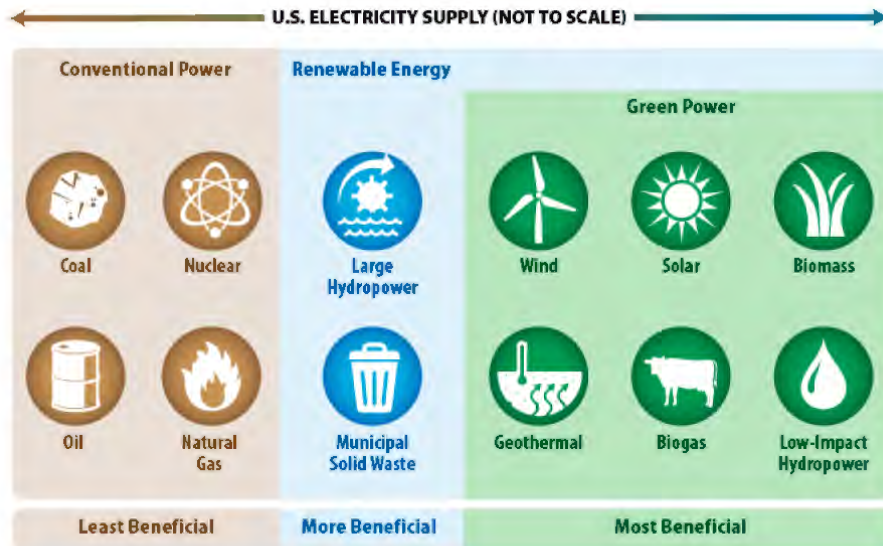 U.S. ELECTRICITY SUPPLY (NOT TO SCALE)
Conventional Power
Renewable Energy
Green Power
Coal
Nuclear
Large
Hydropower
Wind
Solar
Biomass
Oil
Natural
Gas
Municipal
Solid Waste
Geothermal
Biogas
Low-Impact
Hydropower
Least Beneficial
More Beneficial
Most Beneficial